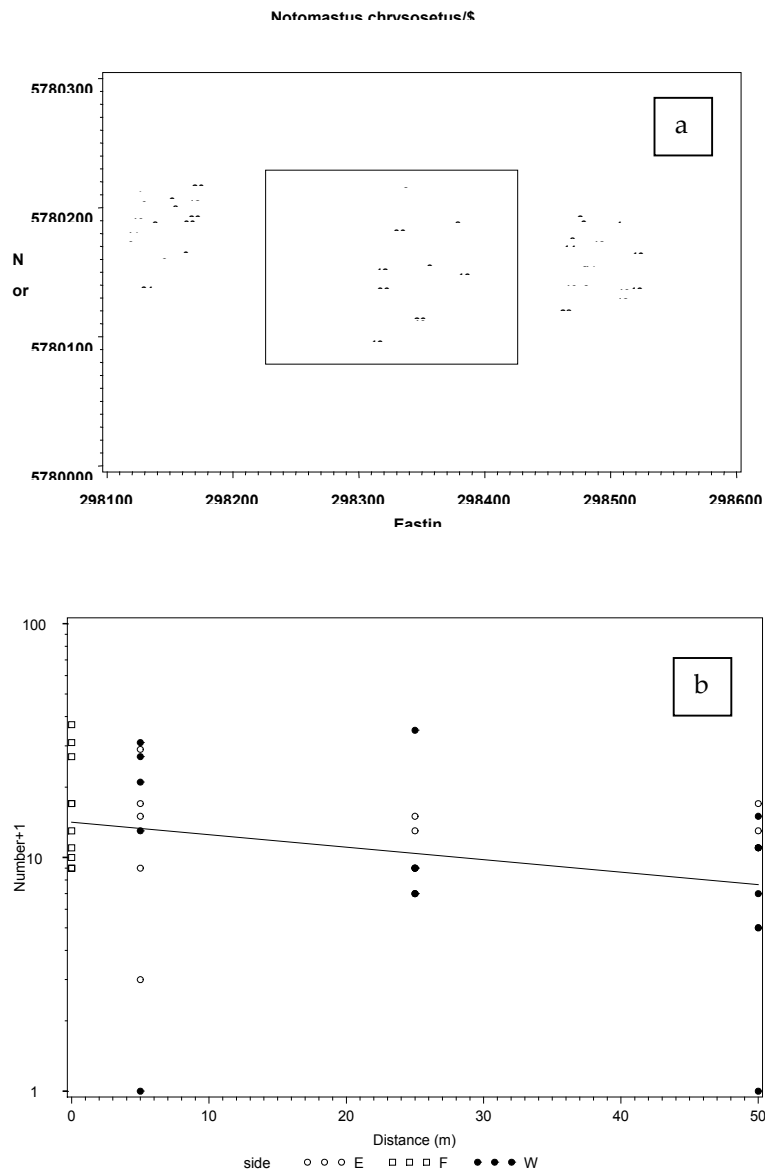 Notomastus chrysosetus/$
5780300
a
5780200
N
or
5780100
5780000
298100 298200 298300 298400 298500 298600
Eastin
100
b
Number+1
10
1
0 10 20 30 40 50
Distance (m)
side E F W